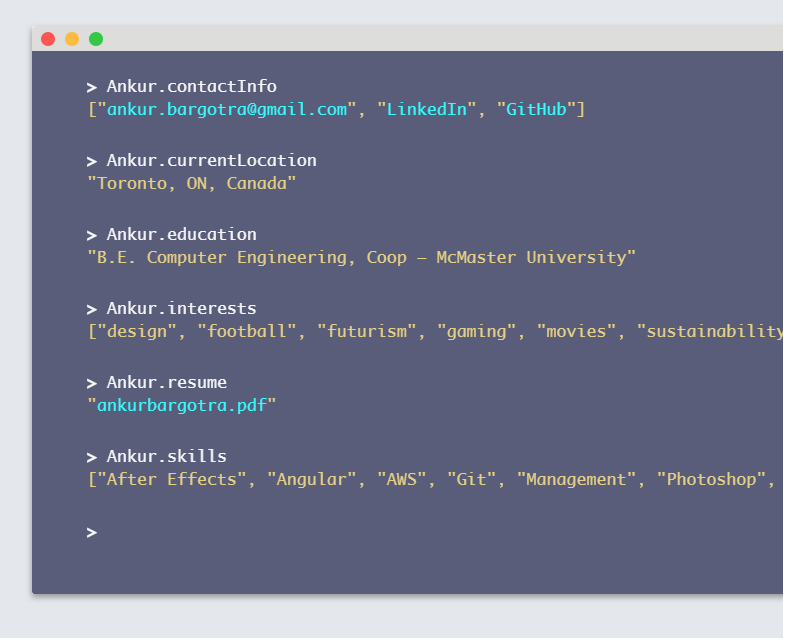 > Ankur.contactInfo
["ankur.bargotra@gmail.com", "LinkedIn", "GitHub"]
> Ankur.currentLocation
"Toronto, ON, Canada"
> Ankur.education
"B.E. Computer Engineering, Coop – McMaster University"
> Ankur.interests
["design", "football", "futurism", "gaming", "movies", "sustainability
> Ankur.resume
"ankurbargotra.pdf"
> Ankur.skills
["After Effects", "Angular", "AWS", "Git", "Management", "Photoshop",
>